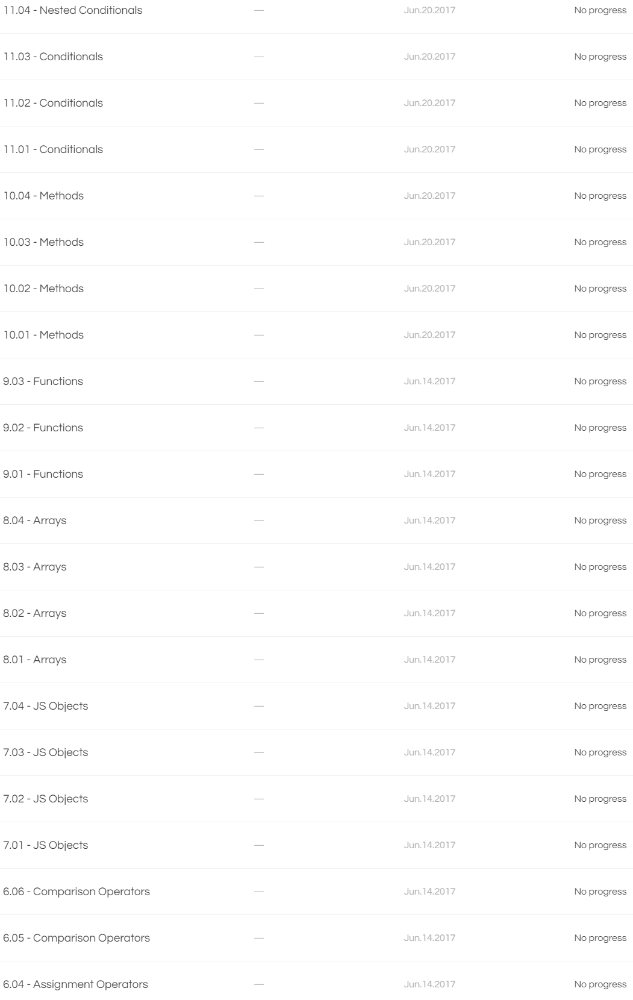 11.04 - Nested Conditionals — Jun.20.2017 No progress
11.03 - Conditionals — Jun.20.2017 No progress
11.02 - Conditionals — Jun.20.2017 No progress
11.01 - Conditionals — Jun.20.2017 No progress
10.04 - Methods — Jun.20.2017 No progress
10.03 - Methods — Jun.20.2017 No progress
10.02 - Methods — Jun.20.2017 No progress
10.01 - Methods — Jun.20.2017 No progress
9.03 - Functions — Jun.14.2017 No progress
9.02 - Functions — Jun.14.2017 No progress
9.01 - Functions — Jun.14.2017 No progress
8.04 - Arrays — Jun.14.2017 No progress
8.03 - Arrays — Jun.14.2017 No progress
8.02 - Arrays — Jun.14.2017 No progress
8.01 - Arrays — Jun.14.2017 No progress
7.04 - JS Objects — Jun.14.2017 No progress
7.03 - JS Objects — Jun.14.2017 No progress
7.02 - JS Objects — Jun.14.2017 No progress
7.01 - JS Objects — Jun.14.2017 No progress
6.06 - Comparison Operators — Jun.14.2017 No progress
6.05 - Comparison Operators — Jun.14.2017 No progress
6.04 - Assignment Operators — Jun.14.2017 No progress